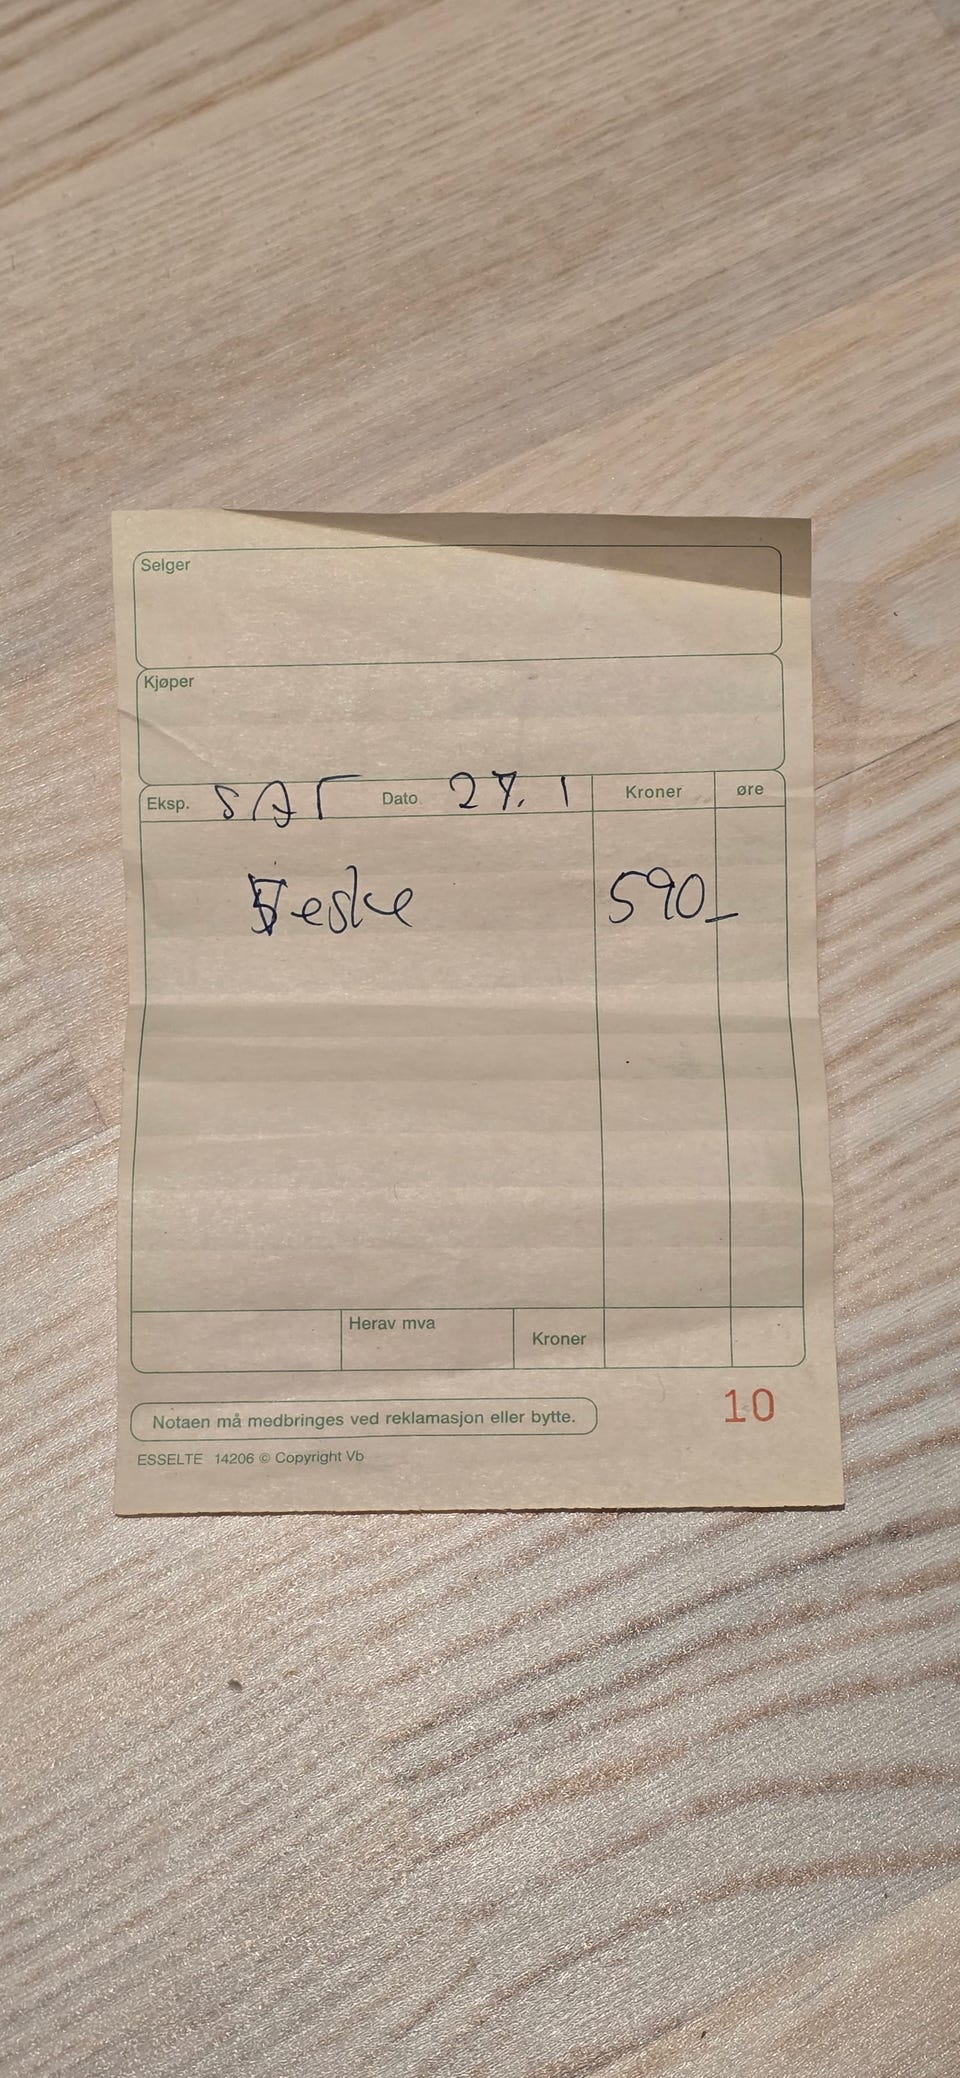 Selger
Kjøper
Eksp. SAT Dato 27.1 Kroner øre
Veske 590,-
Herav mva Kroner
Notaen må medbringes ved reklamasjon eller bytte. 10
ESSELTE 14206 © Copyright Vb